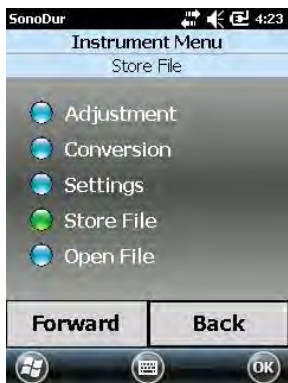 SonoDur 4:23
Instrument Menu
Store File
Adjustment
Conversion
Settings
Store File
Open File
Forward Back
OK